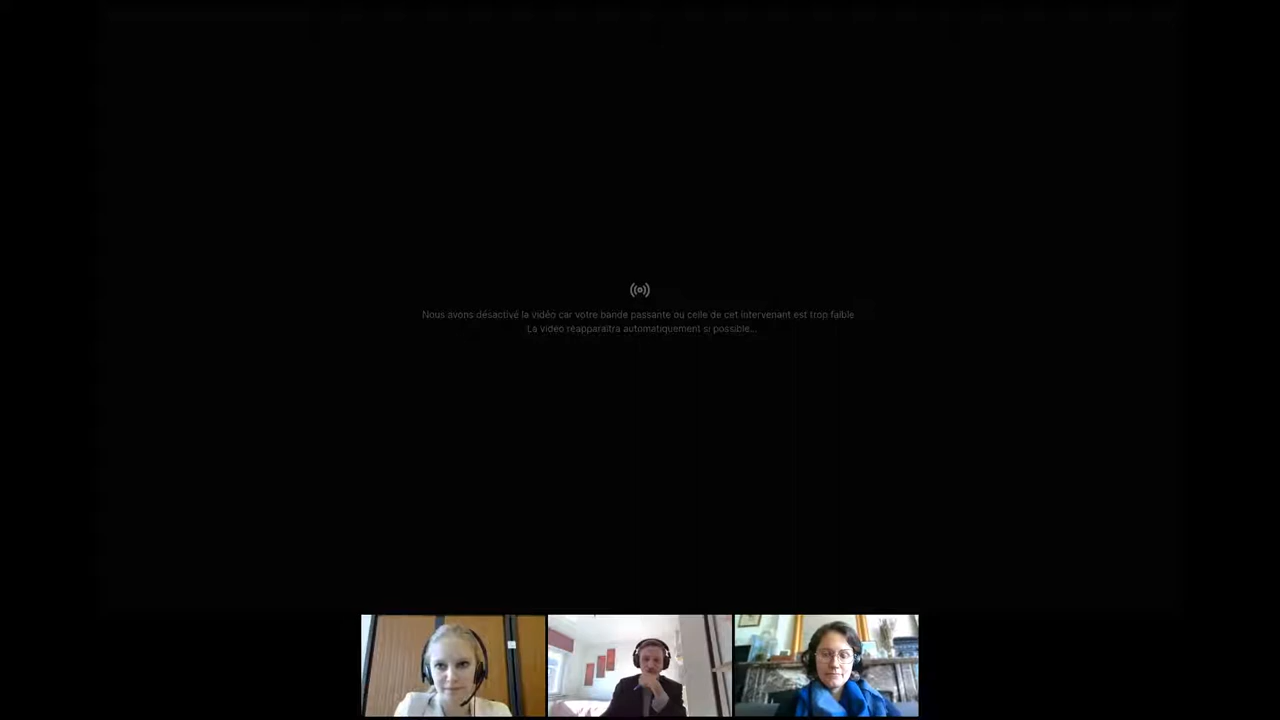 Nous avons désactivé la vidéo car votre bande passante ou celle de cet intervenant est trop faible
La vidéo réapparaîtra automatiquement si possible...